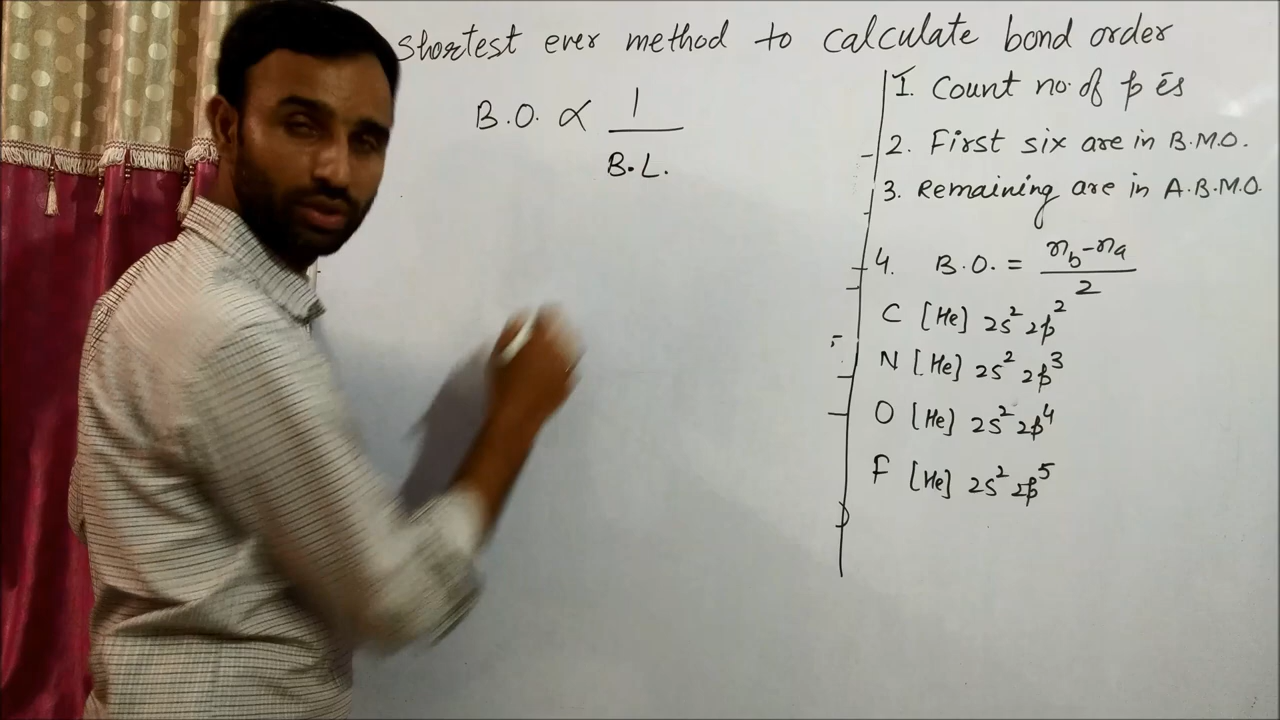 Shortest ever method to calculate bond order
B.O. ∝ 1
B.L.
1. Count no. of p ēs
2. First six are in B.M.O.
3. Remaining are in A.B.M.O.
4. B.O. = n_b-n_a
2
C [He] 2s² 2p²
N [He] 2s² 2p³
O [He] 2s² 2p⁴
F [He] 2s² 2p⁵